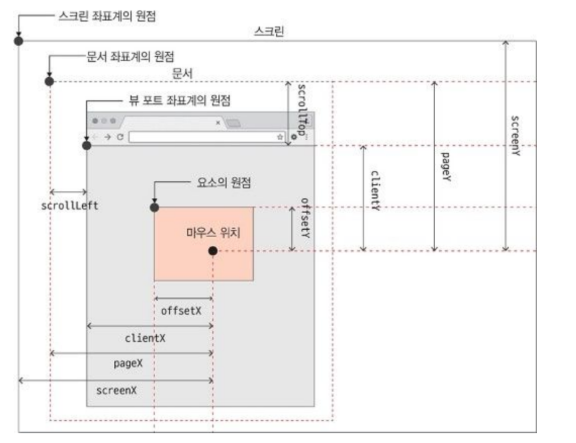 스크린 좌표계의 원점
스크린
문서 좌표계의 원점
문서
뷰 포트 좌표계의 원점
scrollTop
screenY
pageY
clientY
요소의 원점
scrollLeft
offsetY
마우스 위치
offsetX
clientX
pageX
screenX